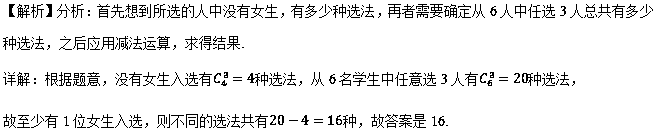 【解析】分析：首先想到所选的人中没有女生，有多少种选法，再者需要确定从 6 人中任选 3 人总共有多少
种选法，之后应用减法运算，求得结果.
详解：根据题意，没有女生入选有C₄³ = 4种选法，从 6 名学生中任意选 3 人有C₆³ = 20种选法，
故至少有 1 位女生入选，则不同的选法共有20 − 4 = 16种，故答案是 16.